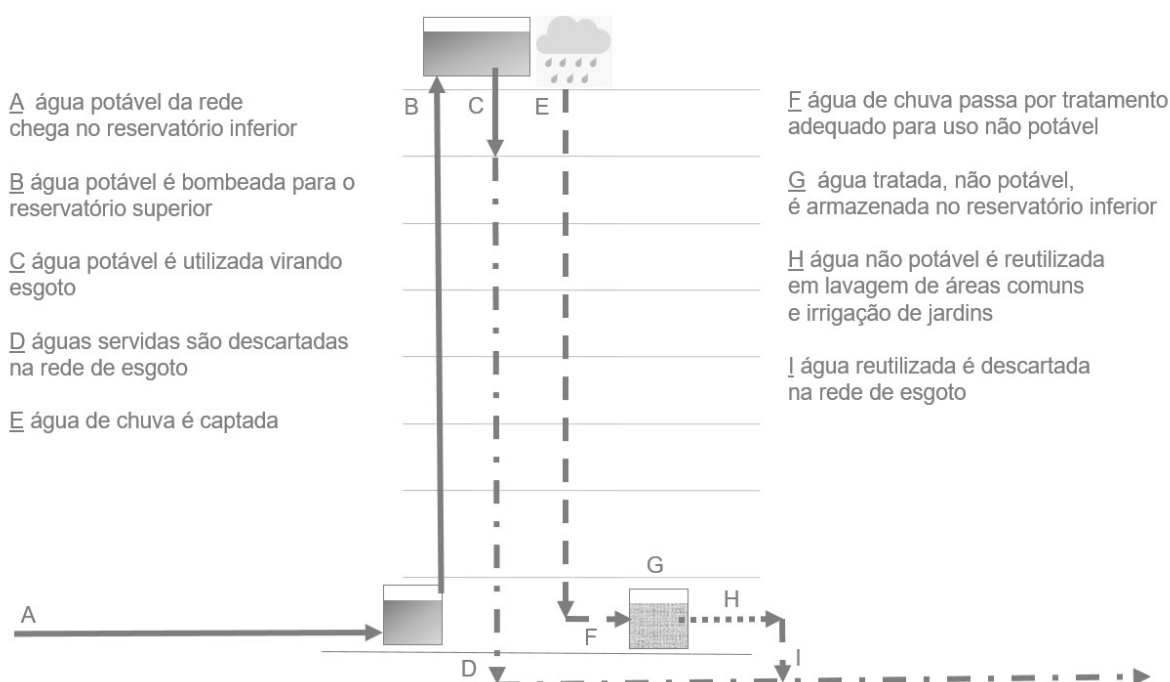 A água potável da rede
chega no reservatório inferior
B água potável é bombeada para o
reservatório superior
C água potável é utilizada virando
esgoto
D águas servidas são descartadas
na rede de esgoto
E água de chuva é captada
B
C
E
A
D
F
G
H
I
F água de chuva passa por tratamento
adequado para uso não potável
G água tratada, não potável,
é armazenada no reservatório inferior
H água não potável é reutilizada
em lavagem de áreas comuns
e irrigação de jardins
I água reutilizada é descartada
na rede de esgoto